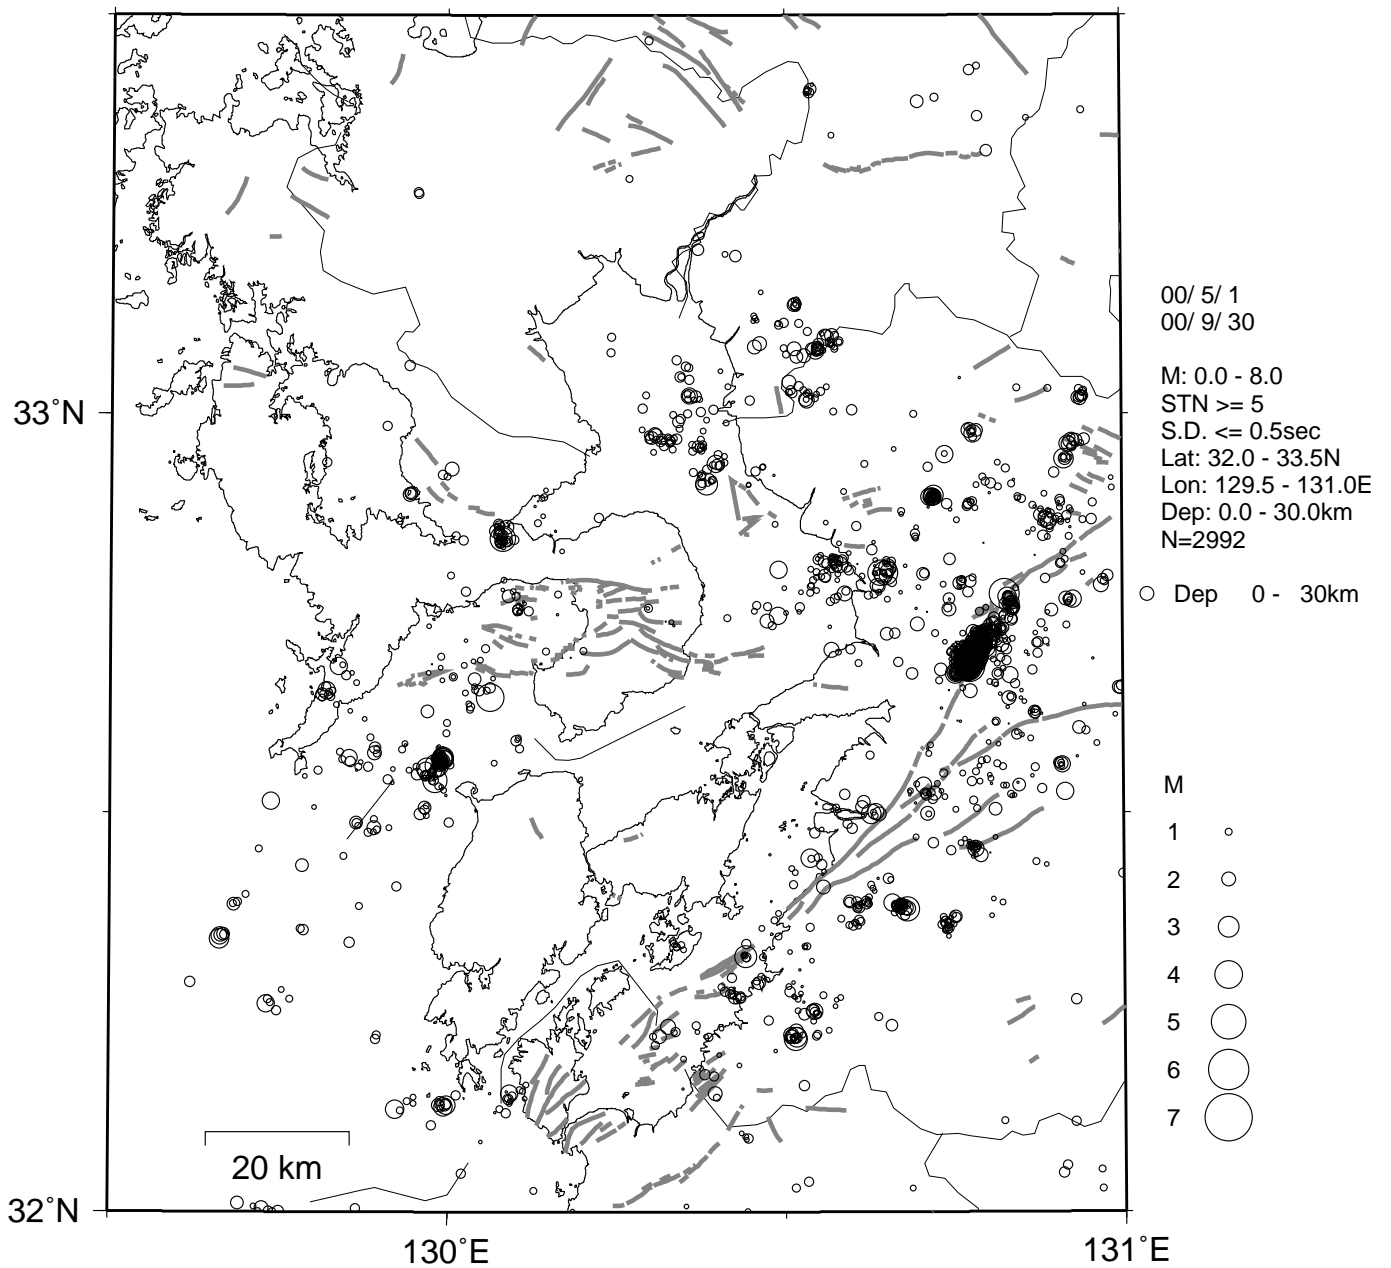 00/ 5/ 1
00/ 9/ 30
M: 0.0 - 8.0
STN >= 5
S.D. <= 0.5sec
Lat: 32.0 - 33.5N
Lon: 129.5 - 131.0E
Dep: 0.0 - 30.0km
N=2992
Dep 0 - 30km
M
1
2
3
4
5
6
7
33˚N
32˚N
20 km
130˚E
131˚E